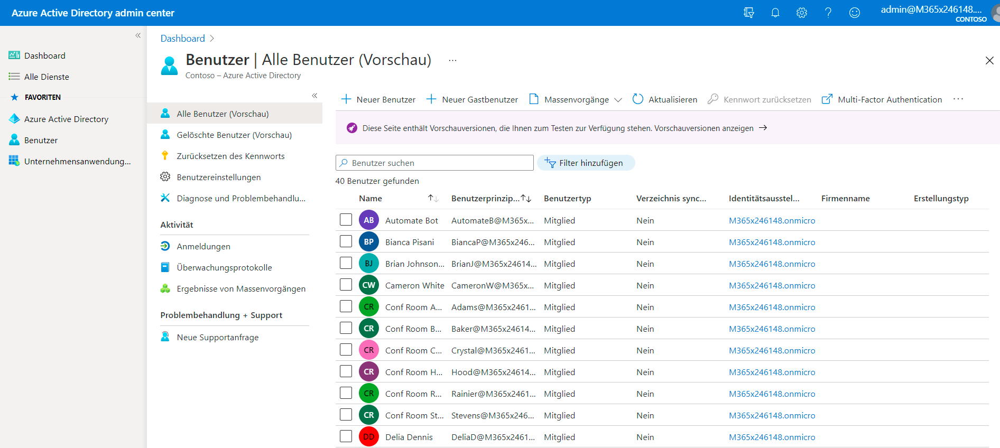 Azure Active Directory admin center
admin@M365x246148....
CONTOSO
Dashboard
Alle Dienste
FAVORITEN
Azure Active Directory
Benutzer
Unternehmensanwendung...
Dashboard
Benutzer | Alle Benutzer (Vorschau) ...
Contoso – Azure Active Directory
Alle Benutzer (Vorschau)
Gelöschte Benutzer (Vorschau)
Zurücksetzen des Kennworts
Benutzereinstellungen
Diagnose und Problembehandlu...
Aktivität
Anmeldungen
Überwachungsprotokolle
Ergebnisse von Massenvorgängen
Problembehandlung + Support
Neue Supportanfrage
Neuer Benutzer Neuer Gastbenutzer Massenvorgänge Aktualisieren Kennwort zurücksetzen Multi-Factor Authentication ...
Diese Seite enthält Vorschauversionen, die Ihnen zum Testen zur Verfügung stehen. Vorschauversionen anzeigen →
Benutzer suchen Filter hinzufügen
40 Benutzer gefunden
Name Benutzerprinzip... Benutzertyp Verzeichnis sync... Identitätsausstel... Firmenname Erstellungstyp
AB Automate Bot AutomateB@M365x... Mitglied Nein M365x246148.onmicro
BP Bianca Pisani BiancaP@M365x246... Mitglied Nein M365x246148.onmicro
BJ Brian Johnson... BrianJ@M365x24614... Mitglied Nein M365x246148.onmicro
CW Cameron White CameronW@M365x... Mitglied Nein M365x246148.onmicro
CR Conf Room A... Adams@M365x2461... Mitglied Nein M365x246148.onmicro
CR Conf Room B... Baker@M365x24614... Mitglied Nein M365x246148.onmicro
CR Conf Room C... Crystal@M365x2461... Mitglied Nein M365x246148.onmicro
CR Conf Room H... Hood@M365x24614... Mitglied Nein M365x246148.onmicro
CR Conf Room R... Rainier@M365x2461... Mitglied Nein M365x246148.onmicro
CR Conf Room St... Stevens@M365x246... Mitglied Nein M365x246148.onmicro
DD Delia Dennis DeliaD@M365x2461... Mitglied Nein M365x246148.onmicro